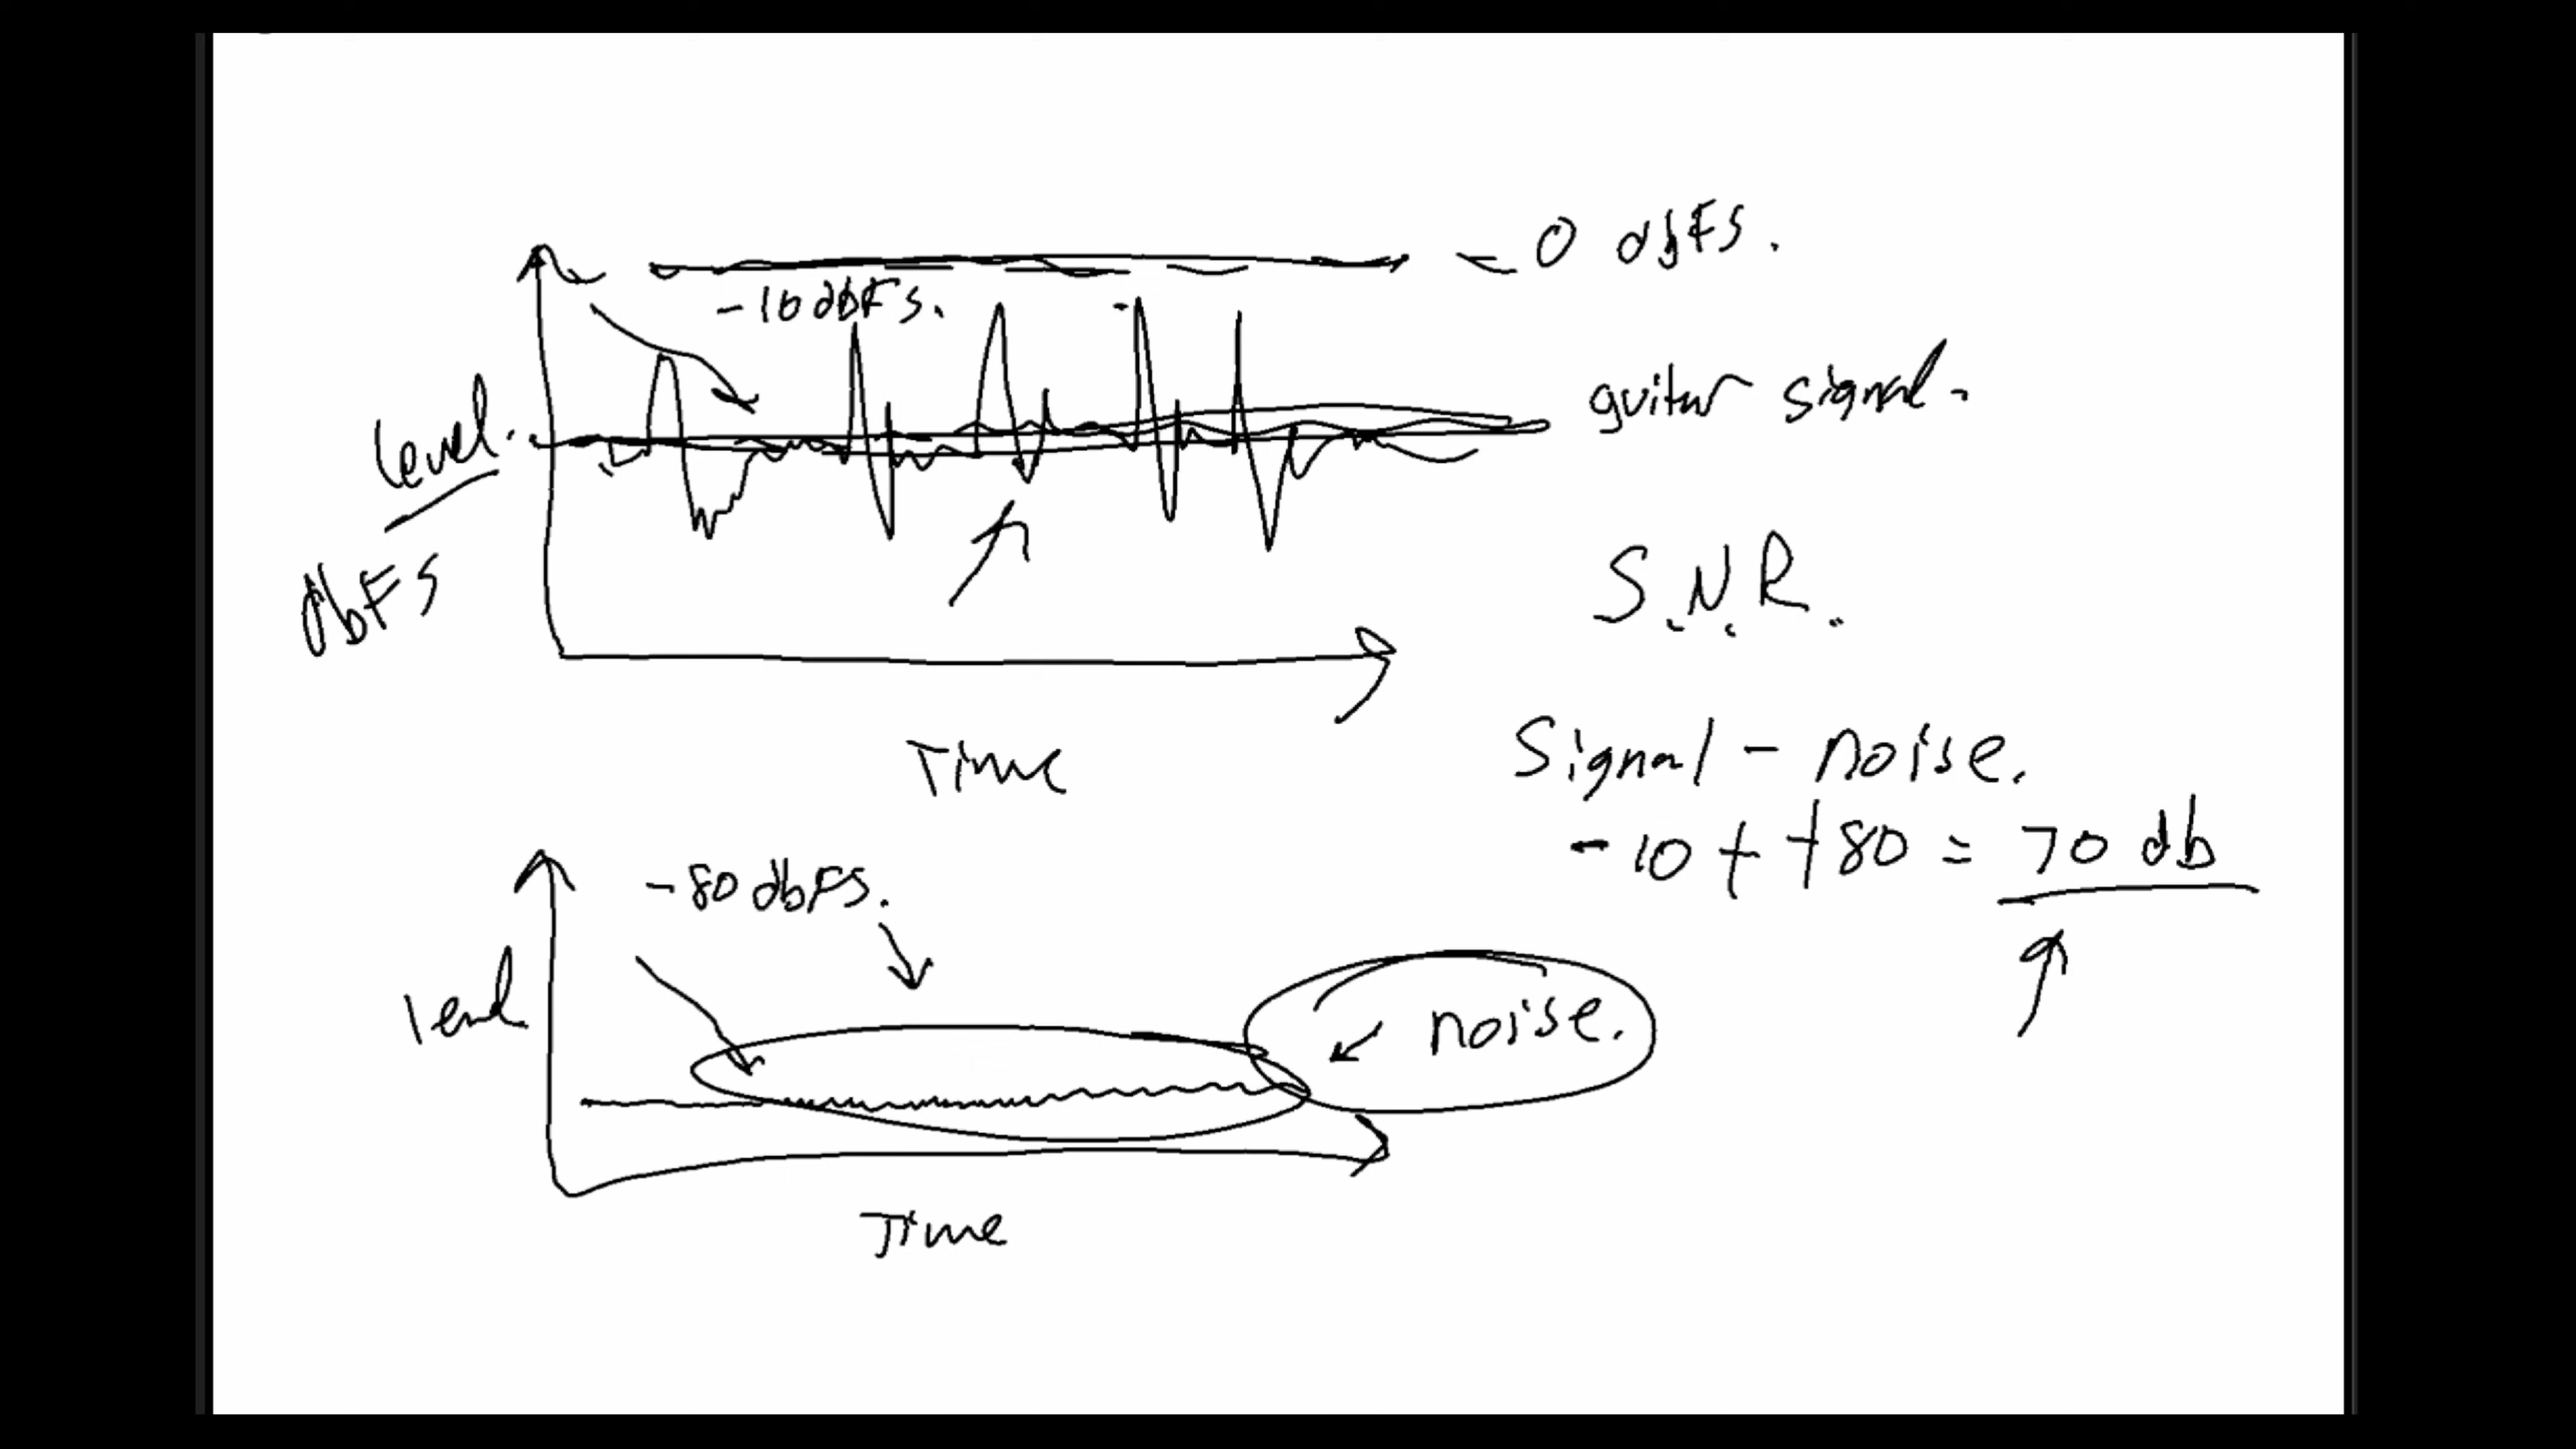 - 0 dbFS.
-10 dbFS.
guitar signal.
level.
dbFS
S.N.R.
Time
Signal - noise.
-10 + +80 = 70 db
-80 dbFS.
level
noise.
Time